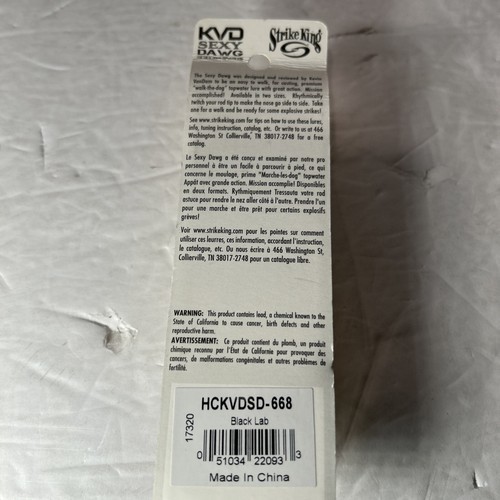 KVD
SEXY
DAWG
Strike King
The Sexy Dawg was designed and reviewed by Kevin
VanDam to be an easy to walk, far casting, premium
"walk-the-dog" topwater lure with great action. Mission
accomplished! Available in two sizes. Rhythmically
twitch your rod tip to make the nose go side to side. Take
one for a walk and be ready for some explosive strikes!
See www.strikeking.com for tips on how to use these lures,
info, tuning instruction, catalog, etc. Or write to us at 466
Washington St Collierville, TN 38017-2748 for a free
catalog.
Le Sexy Dawg a été conçu et examiné par notre pro
personnel à être un facile à parcourir à pied, ce qui
concerne le moulage, prime "Marche-les-dog" topwater
Appât avec grande action. Mission accomplie! Disponibles
en deux formats. Rythmiquement Tressauta votre rod
astuce pour rendre le nez aller côté à l'autre. Prendre l'un
pour une marche et être prêt pour certains explosifs
grèves!
Voir www.strikeking.com pour les pointes sur comment
utiliser ces leurres, ces information, accordant l'instruction,
le catalogue, etc. Ou nous écrire à 466 Washington St,
Collierville, TN 38017-2748 pour un catalogue libre.
WARNING: This product contains lead, a chemical known to the
State of California to cause cancer, birth defects and other
reproductive harm.
AVERTISSEMENT: Ce produit contient du plomb, un produit
chimique reconnu par l'Etat de Californie pour provoquer des
cancers, de malformations congénitales et autres problèmes de
fertilité.
17320
HCKVDSD-668
Black Lab
0 51034 22093 3
Made In China